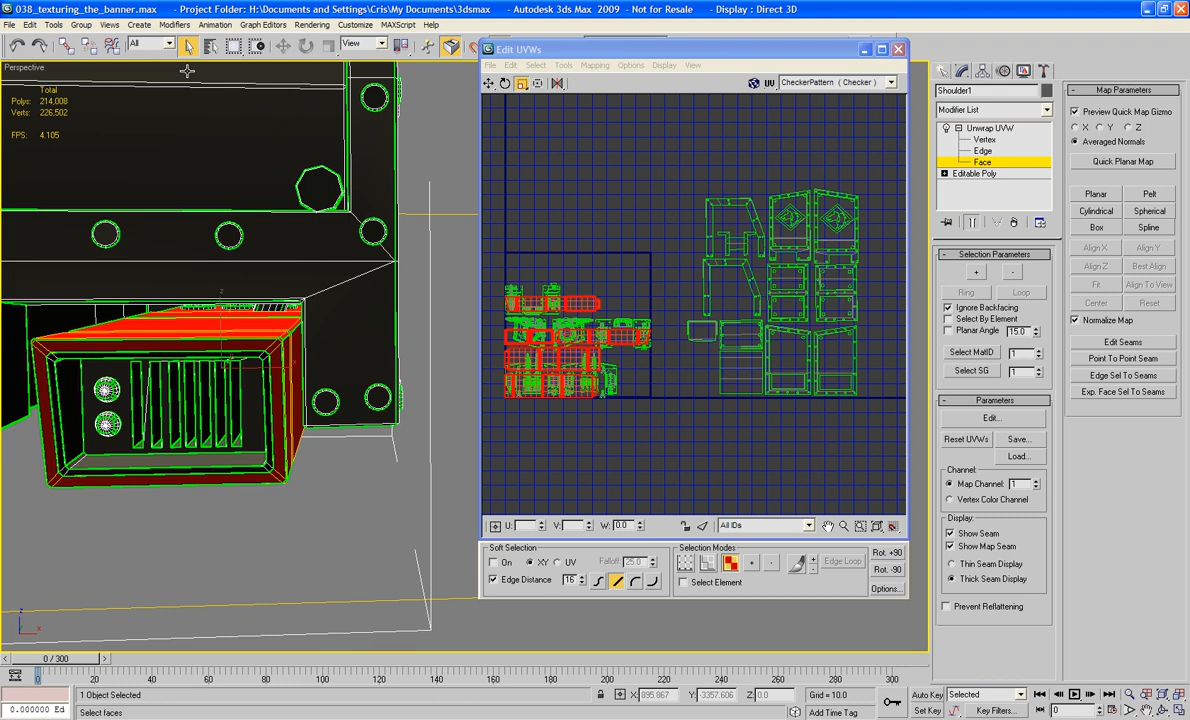 038_texturing_the_banner.max - Project Folder: H:\Documents and Settings\Cris\My Documents\3dsmax - Autodesk 3ds Max 2009 - Not for Resale - Display : Direct 3D
File Edit Tools Group Views Create Modifiers Animation Graph Editors Rendering Customize MAXScript Help
All View
Perspective
Total
Polys: 214,008
Verts: 226,502
FPS: 4.105
Edit UVWs
File Edit Select Tools Mapping Options Display View
UV CheckerPattern ( Checker )
U: V: W: 0.0 All IDs
Soft Selection
On XY UV Falloff: 25.0
Edge Distance 16
Selection Modes
Edge Loop
Select Element
Rot. +90
Rot. -90
Options...
Shoulder1
Modifier List
Unwrap UVW
Vertex
Edge
Face
Editable Poly
Selection Parameters
+ -
Ring Loop
Ignore Backfacing
Select By Element
Planar Angle 15.0
Select MatID 1
Select SG 1
Parameters
Edit...
Reset UVWs Save...
Load...
Channel:
Map Channel: 1
Vertex Color Channel
Display:
Show Seam
Show Map Seam
Thin Seam Display
Thick Seam Display
Prevent Reflattening
Map Parameters
Preview Quick Map Gizmo
X Y Z
Averaged Normals
Quick Planar Map
Planar Pelt
Cylindrical Spherical
Box Spline
Align X Align Y
Align Z Best Align
Fit Align To View
Center Reset
Normalize Map
Edit Seams
Point To Point Seam
Edge Sel To Seams
Exp. Face Sel To Seams
0 / 300
0 20 40 60 80 100 120 140 160 180 200 220 240 260 280 300
1 Object Selected X: 895.867 Y: -3357.606 Z: 0.0 Grid = 10.0 Auto Key Selected
0.000000 Ed Select faces Add Time Tag Set Key Key Filters... 0